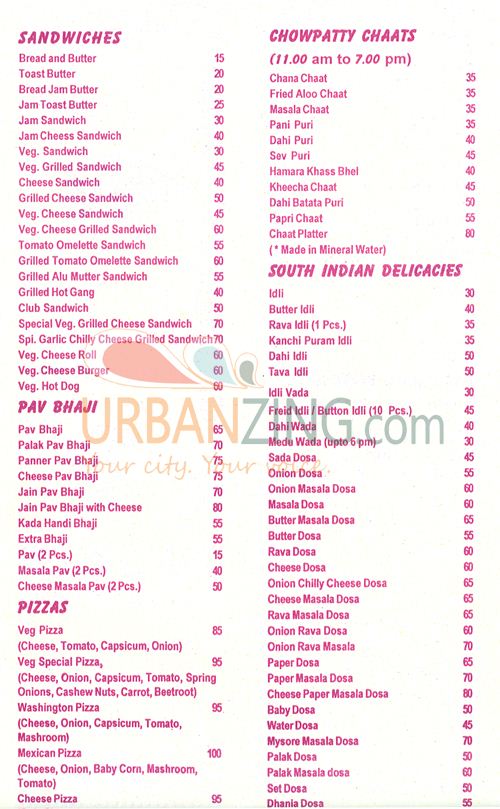 SANDWICHES
Bread and Butter 15
Toast Butter 20
Bread Jam Butter 20
Jam Toast Butter 25
Jam Sandwich 30
Jam Cheess Sandwich 40
Veg. Sandwich 30
Veg. Grilled Sandwich 45
Cheese Sandwich 40
Grilled Cheese Sandwich 50
Veg. Cheese Sandwich 45
Veg. Cheese Grilled Sandwich 60
Tomato Omelette Sandwich 55
Grilled Tomato Omelette Sandwich 60
Grilled Alu Mutter Sandwich 55
Grilled Hot Gang 40
Club Sandwich 50
Special Veg. Grilled Cheese Sandwich 70
Spi. Garlic Chilly Cheese Grilled Sandwich 70
Veg. Cheese Roll 60
Veg. Cheese Burger 60
Veg. Hot Dog 60
PAV BHAJI
Pav Bhaji 65
Palak Pav Bhaji 70
Panner Pav Bhaji 75
Cheese Pav Bhaji 75
Jain Pav Bhaji 70
Jain Pav Bhaji with Cheese 80
Kada Handi Bhaji 55
Extra Bhaji 55
Pav (2 Pcs.) 15
Masala Pav (2 Pcs.) 40
Cheese Masala Pav (2 Pcs.) 50
PIZZAS
Veg Pizza 85
(Cheese, Tomato, Capsicum, Onion)
Veg Special Pizza, 95
(Cheese, Onion, Capsicum, Tomato, Spring
Onions, Cashew Nuts, Carrot, Beetroot)
Washington Pizza 95
(Cheese, Onion, Capsicum, Tomato,
Mashroom)
Mexican Pizza 100
(Cheese, Onion, Baby Corn, Mashroom,
Tomato)
Cheese Pizza 95
CHOWPATTY CHAATS
(11.00 am to 7.00 pm)
Chana Chaat 35
Fried Aloo Chaat 35
Masala Chaat 35
Pani Puri 35
Dahi Puri 40
Sev Puri 45
Hamara Khass Bhel 40
Kheecha Chaat 45
Dahi Batata Puri 50
Papri Chaat 55
Chaat Platter 80
(* Made in Mineral Water)
SOUTH INDIAN DELICACIES
Idli 30
Butter Idli 40
Rava Idli (1 Pcs.) 35
Kanchi Puram Idli 35
Dahi Idli 50
Tava Idli 50
Idli Vada 30
Freid Idli / Button Idli (10 Pcs.) 45
Dahi Wada 40
Medu Wada (upto 6 pm) 30
Sada Dosa 45
Onion Dosa 55
Onion Masala Dosa 60
Masala Dosa 60
Butter Masala Dosa 65
Butter Dosa 55
Rava Dosa 60
Cheese Dosa 60
Onion Chilly Cheese Dosa 65
Cheese Masala Dosa 65
Rava Masala Dosa 65
Onion Rava Dosa 60
Onion Rava Masala 70
Paper Dosa 65
Paper Masala Dosa 70
Cheese Paper Masala Dosa 80
Baby Dosa 50
Water Dosa 45
Mysore Masala Dosa 70
Palak Dosa 50
Palak Masala dosa 60
Set Dosa 50
Dhania Dosa 55
URBANZING.com
Your city. Your voice.